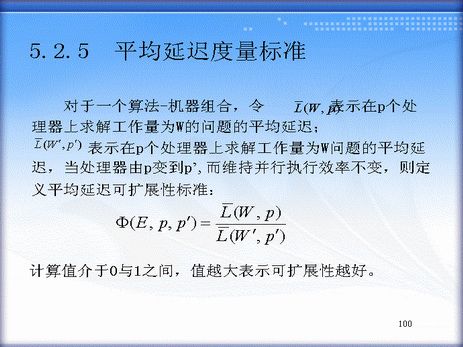 5.2.5 平均延迟度量标准
对于一个算法-机器组合，令 L̅(W, p)表示在p个处
理器上求解工作量为W的问题的平均延迟；
L̅(W′, p′) 表示在p个处理器上求解工作量为W问题的平均延
迟，当处理器由p变到p’,而维持并行执行效率不变，则定
义平均延迟可扩展性标准：
Φ(E, p, p′) = L̅(W, p) / L̅(W′, p′)
计算值介于0与1之间，值越大表示可扩展性越好。
100